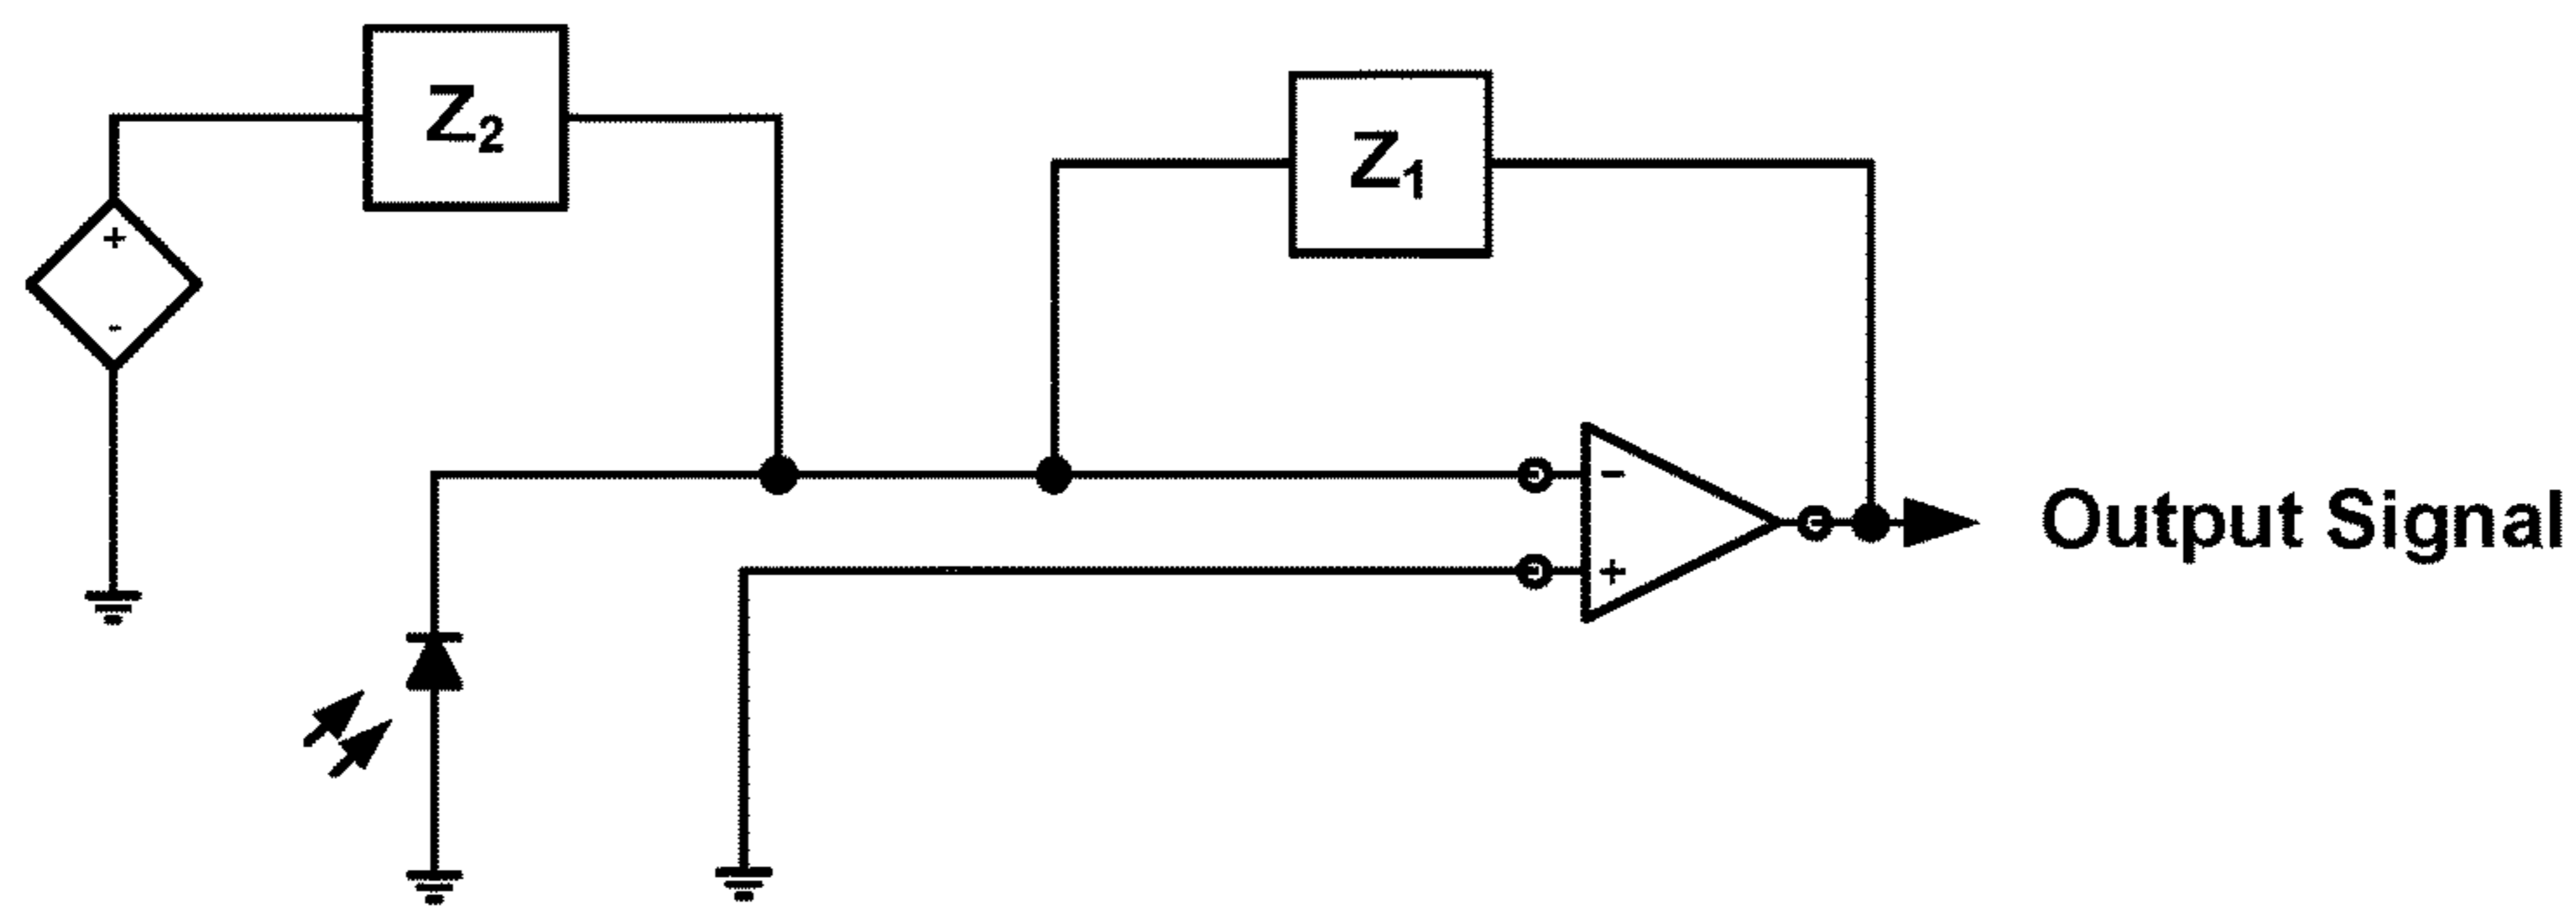 Z₂
Z₁
+
-
-
+
Output Signal